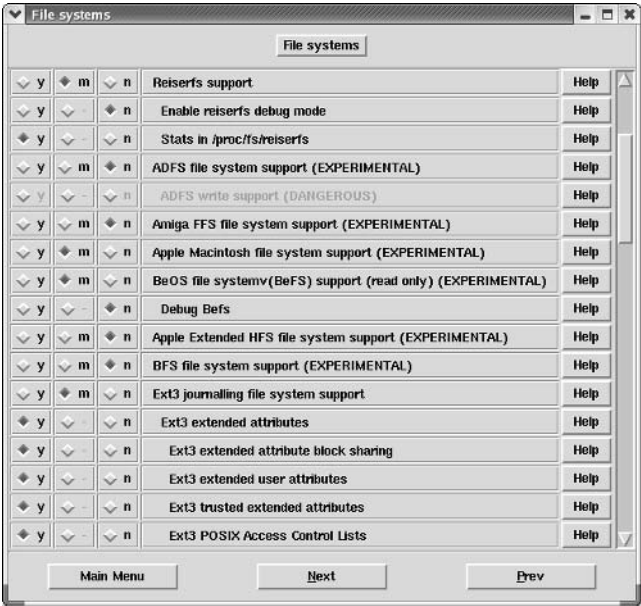 File systems
File systems
y m n Reiserfs support Help
y - n Enable reiserfs debug mode Help
y - n Stats in /proc/fs/reiserfs Help
y m n ADFS file system support (EXPERIMENTAL) Help
y - n ADFS write support (DANGEROUS) Help
y m n Amiga FFS file system support (EXPERIMENTAL) Help
y m n Apple Macintosh file system support (EXPERIMENTAL) Help
y m n BeOS file systemv(BeFS) support (read only) (EXPERIMENTAL) Help
y - n Debug Befs Help
y m n Apple Extended HFS file system support (EXPERIMENTAL) Help
y m n BFS file system support (EXPERIMENTAL) Help
y m n Ext3 journalling file system support Help
y - n Ext3 extended attributes Help
y - n Ext3 extended attribute block sharing Help
y - n Ext3 extended user attributes Help
y - n Ext3 trusted extended attributes Help
y - n Ext3 POSIX Access Control Lists Help
Main Menu Next Prev